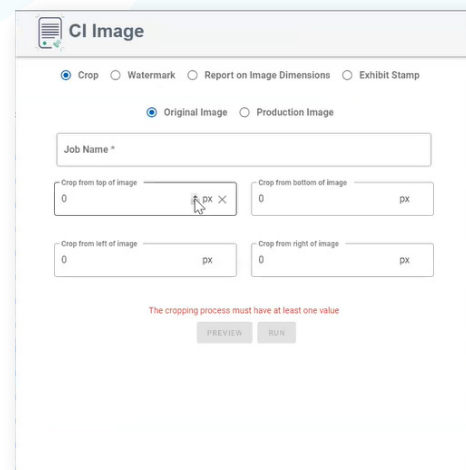 CI Image
Crop Watermark Report on Image Dimensions Exhibit Stamp
Original Image Production Image
Job Name *
Crop from top of image Crop from bottom of image
0 px 0 px
Crop from left of image Crop from right of image
0 px 0 px
The cropping process must have at least one value
PREVIEW RUN